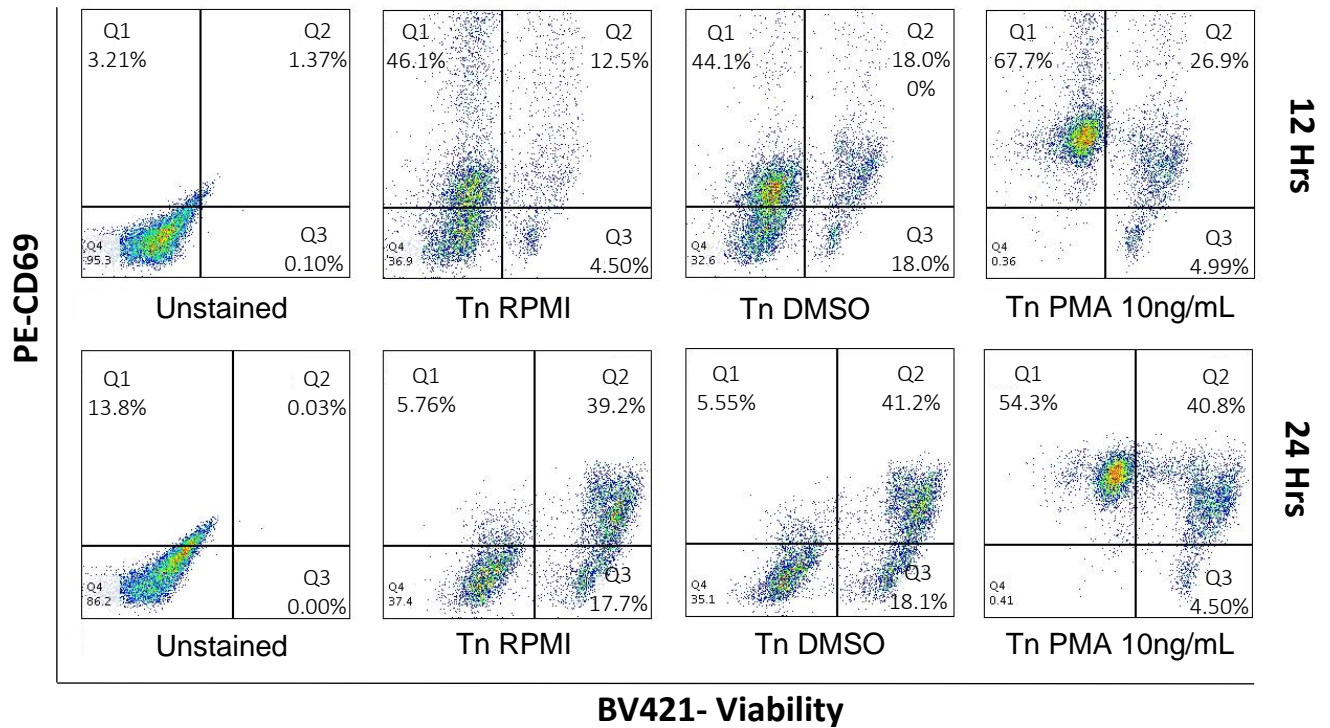 Q1 Q2
3.21% 1.37%
Q4
95.3
Q3
0.10%
Unstained
Q1 Q2
46.1% 12.5%
Q4
36.9
Q3
4.50%
Tn RPMI
Q1 Q2
44.1% 18.0%
0%
Q4
32.6
Q3
18.0%
Tn DMSO
Q1 Q2
67.7% 26.9%
Q4
0.36
Q3
4.99%
Tn PMA 10ng/mL
12 Hrs
PE-CD69
Q1 Q2
13.8% 0.03%
Q4
86.2
Q3
0.00%
Unstained
Q1 Q2
5.76% 39.2%
Q4
37.4
Q3
17.7%
Tn RPMI
Q1 Q2
5.55% 41.2%
Q4
35.1
Q3
18.1%
Tn DMSO
Q1 Q2
54.3% 40.8%
Q4
0.41
Q3
4.50%
Tn PMA 10ng/mL
24 Hrs
BV421- Viability